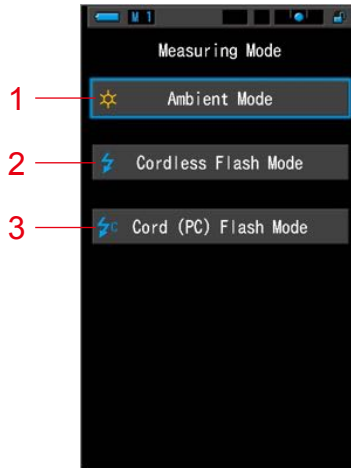 M 1
Measuring Mode
1 Ambient Mode
2 Cordless Flash Mode
3 C Cord (PC) Flash Mode